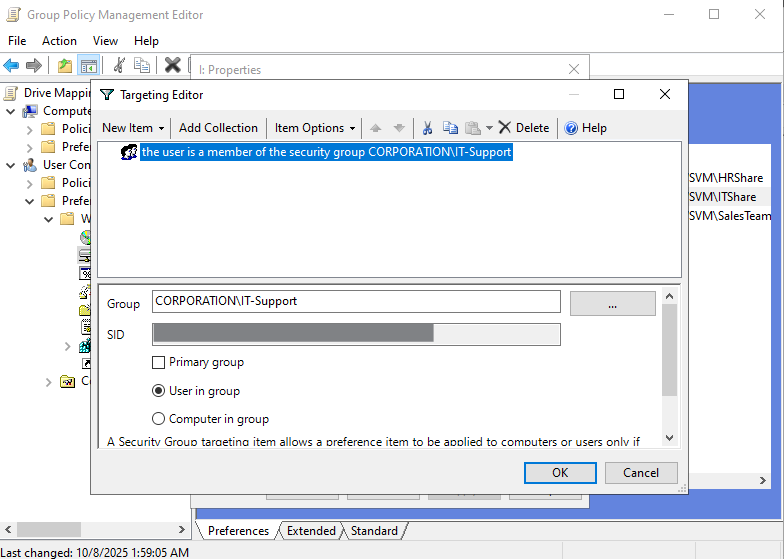 Group Policy Management Editor
File Action View Help
I: Properties
Targeting Editor
New Item Add Collection Item Options Delete Help
the user is a member of the security group CORPORATION\IT-Support
Drive Mappin
Compute
Polici
Prefe
User Con
Polici
Prefe
W
C
SVM\HRShare
SVM\ITShare
SVM\SalesTeam
Group CORPORATION\IT-Support ...
SID
Primary group
User in group
Computer in group
A Security Group targeting item allows a preference item to be applied to computers or users only if
OK Cancel
Preferences Extended Standard
Last changed: 10/8/2025 1:59:05 AM